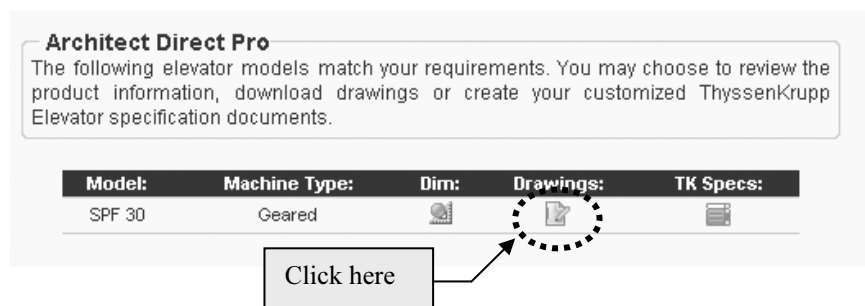 Architect Direct Pro
The following elevator models match your requirements. You may choose to review the
product information, download drawings or create your customized ThyssenKrupp
Elevator specification documents.
Model: Machine Type: Dim: Drawings: TK Specs:
SPF 30 Geared
Click here